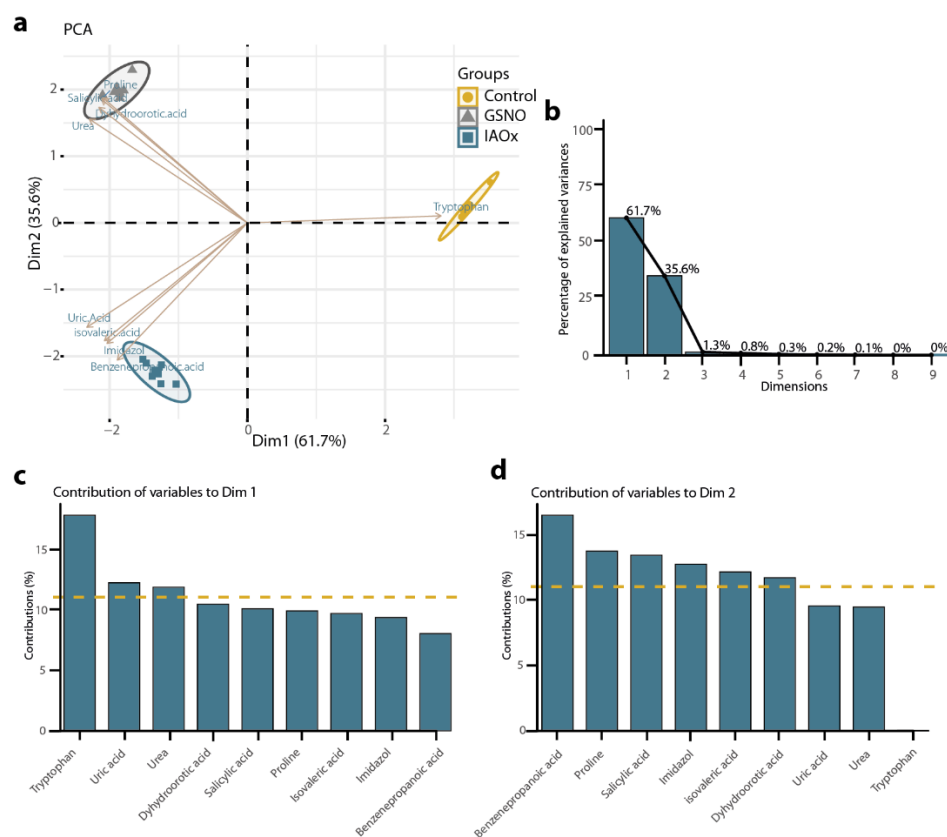 a
PCA
2
1
0
−1
−2
Dim2 (35.6%)
Proline
Salicylic.acid
Dyhydroorotic.acid
Urea
Tryptophan
Uric.Acid
isovaleric.acid
Imidazol
Benzenepropanoic.acid
−2
0
2
Dim1 (61.7%)
Groups
Control
GSNO
IAOx
b
Percentage of explained variances
100
75
50
25
0
61.7%
35.6%
1.3%
0.8%
0.3%
0.2%
0.1%
0%
0%
1 2 3 4 5 6 7 8 9
Dimensions
c
Contribution of variables to Dim 1
Contributions (%)
15
10
5
0
Tryptophan
Uric acid
Urea
Dyhydroorotic acid
Salicylic acid
Proline
Isovaleric acid
Imidazol
Benzenepropanoic acid
d
Contribution of variables to Dim 2
Contributions (%)
15
10
5
0
Benzenepropanoic acid
Proline
Salicylic acid
Imidazol
isovaleric acid
Dyhydroorotic acid
Uric acid
Urea
Tryptophan